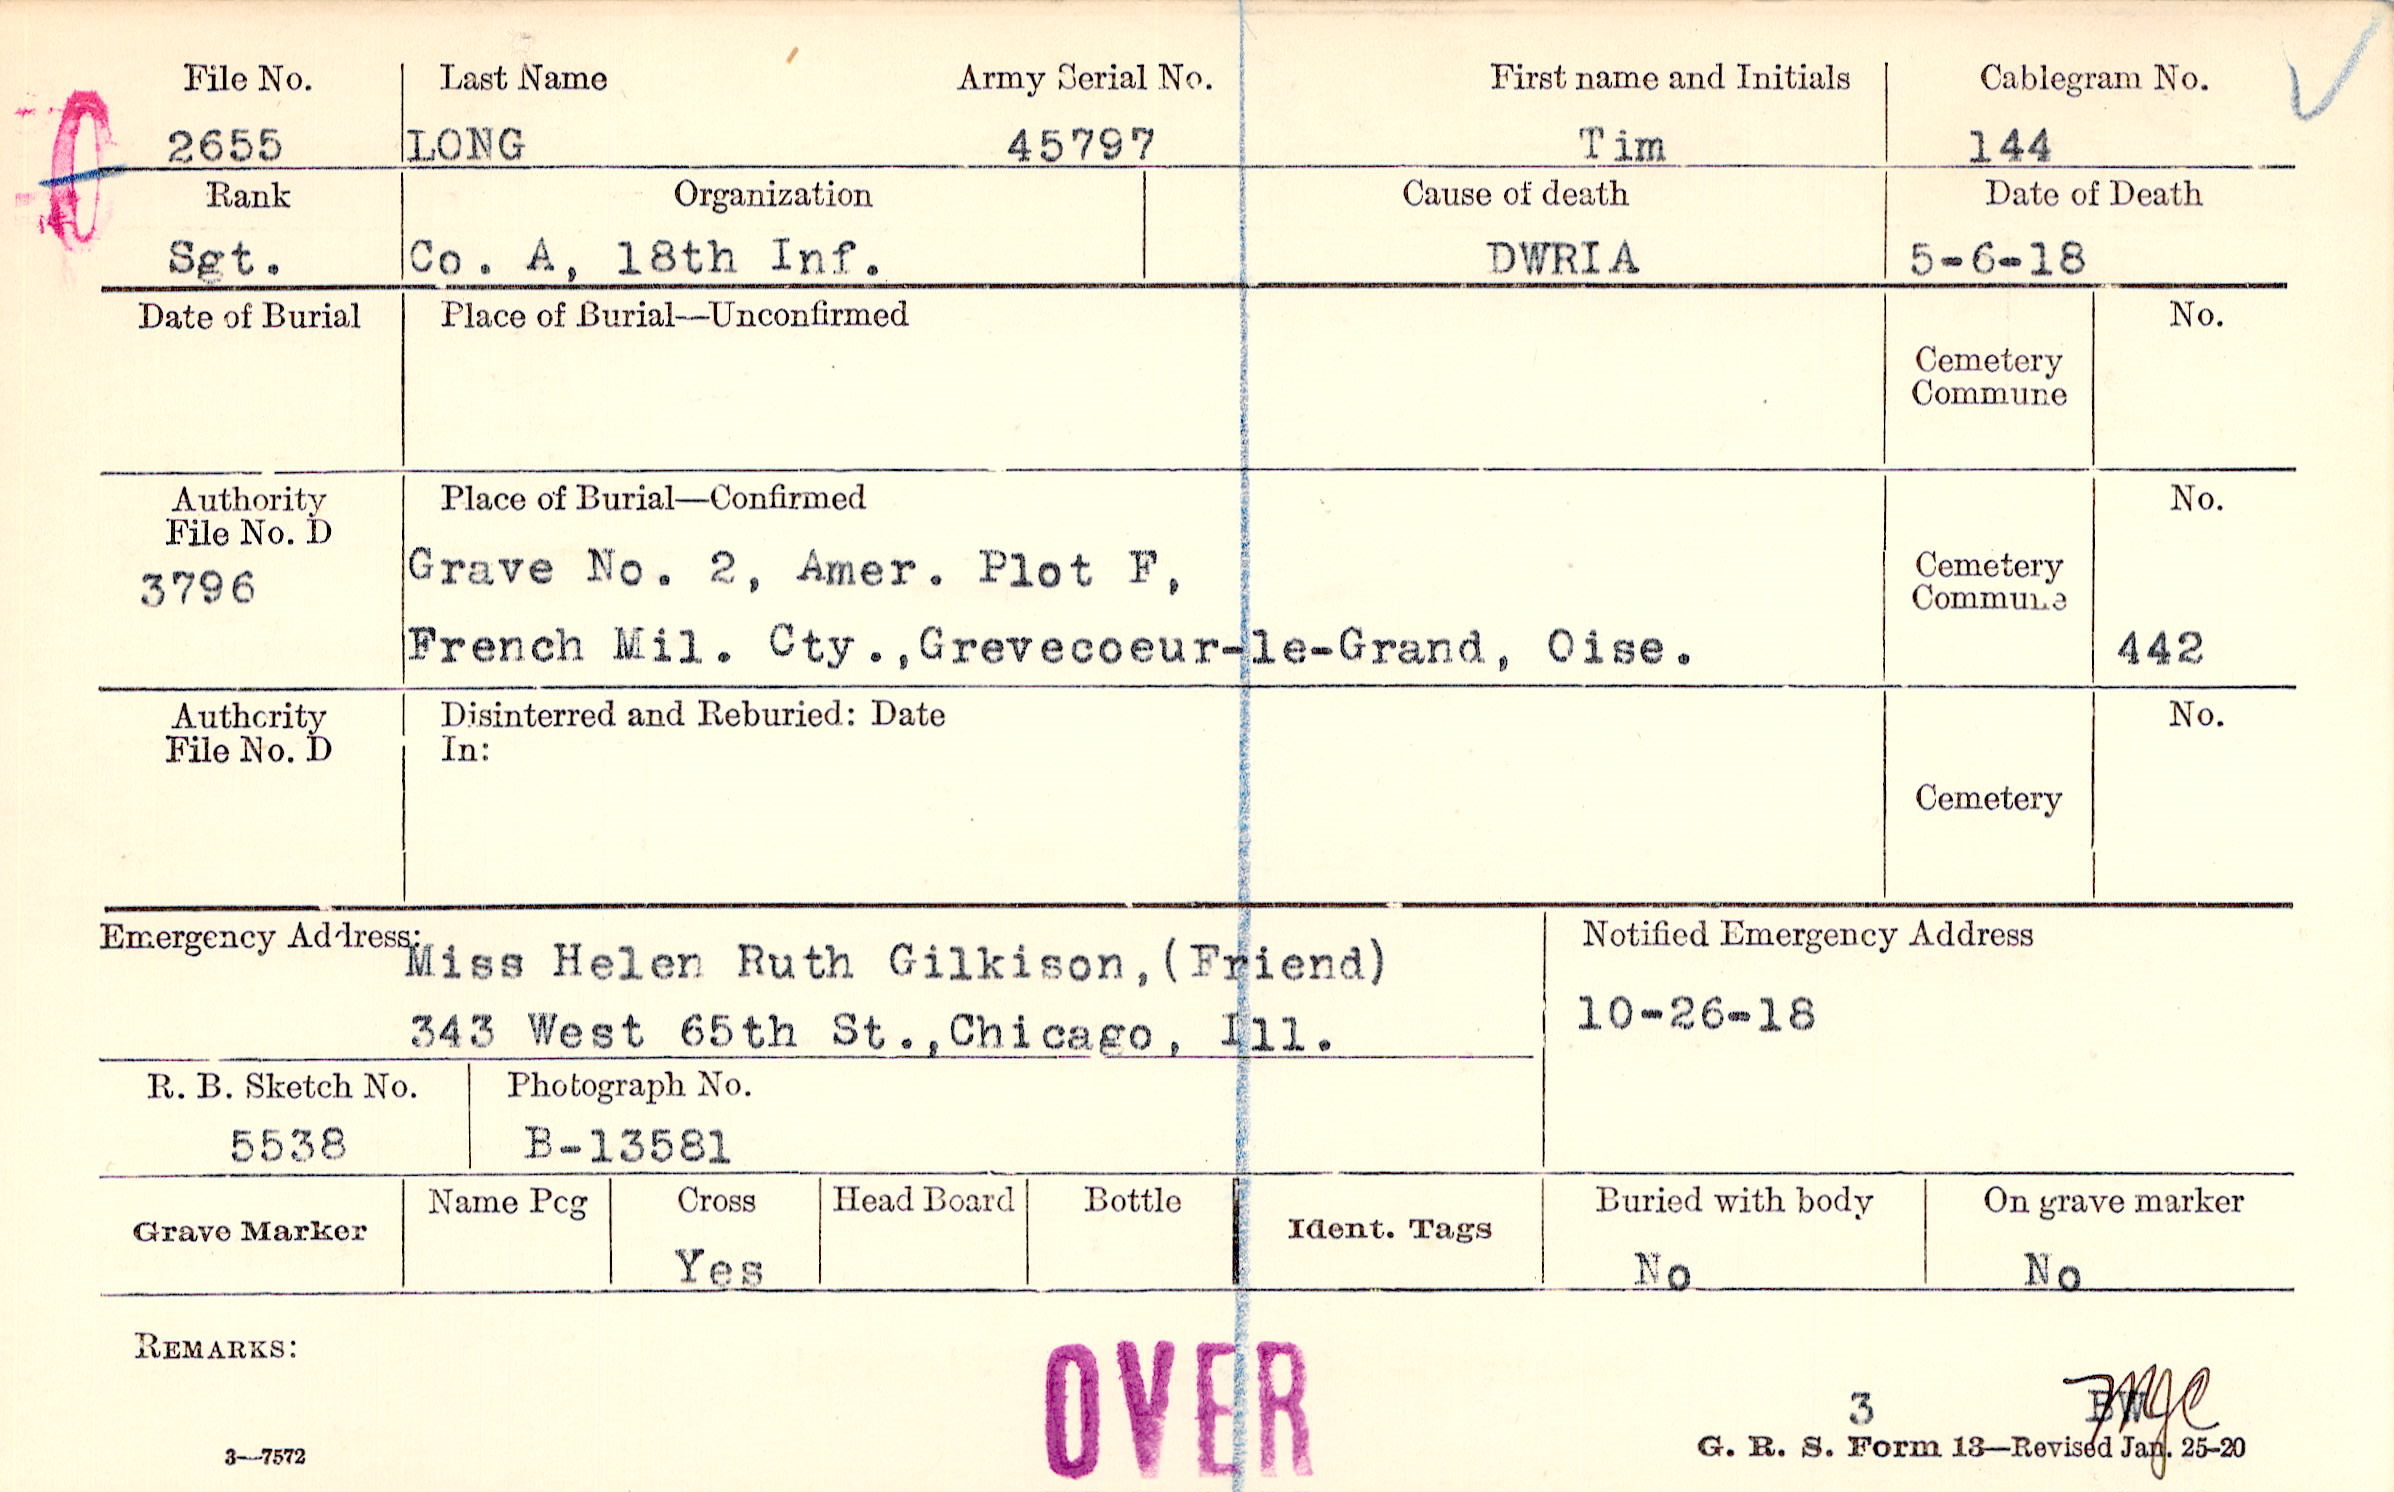 File No. Last Name Army Serial No. First name and Initials Cablegram No.
2655 LONG 45797 Tim 144
Rank Organization Cause of death Date of Death
Sgt. Co. A, 18th Inf. DWRIA 5-6-18
Date of Burial Place of Burial—Unconfirmed No.
Cemetery
Commune
Authority Place of Burial—Confirmed No.
File No. D
3796 Grave No. 2, Amer. Plot F, Cemetery
Commune
French Mil. Cty.,Grevecoeur-le-Grand, Oise. 442
Authority Disinterred and Reburied: Date No.
File No. D In:
Cemetery
Emergency Address: Notified Emergency Address
Miss Helen Ruth Gilkison,(Friend)
343 West 65th St.,Chicago, Ill. 10-26-18
R. B. Sketch No. Photograph No.
5538 B-13581
Name Peg Cross Head Board Bottle Buried with body On grave marker
Grave Marker Ident. Tags
Yes No No
REMARKS:
OVER
3
G. R. S. Form 13—Revised Jan. 25-20
3—7572